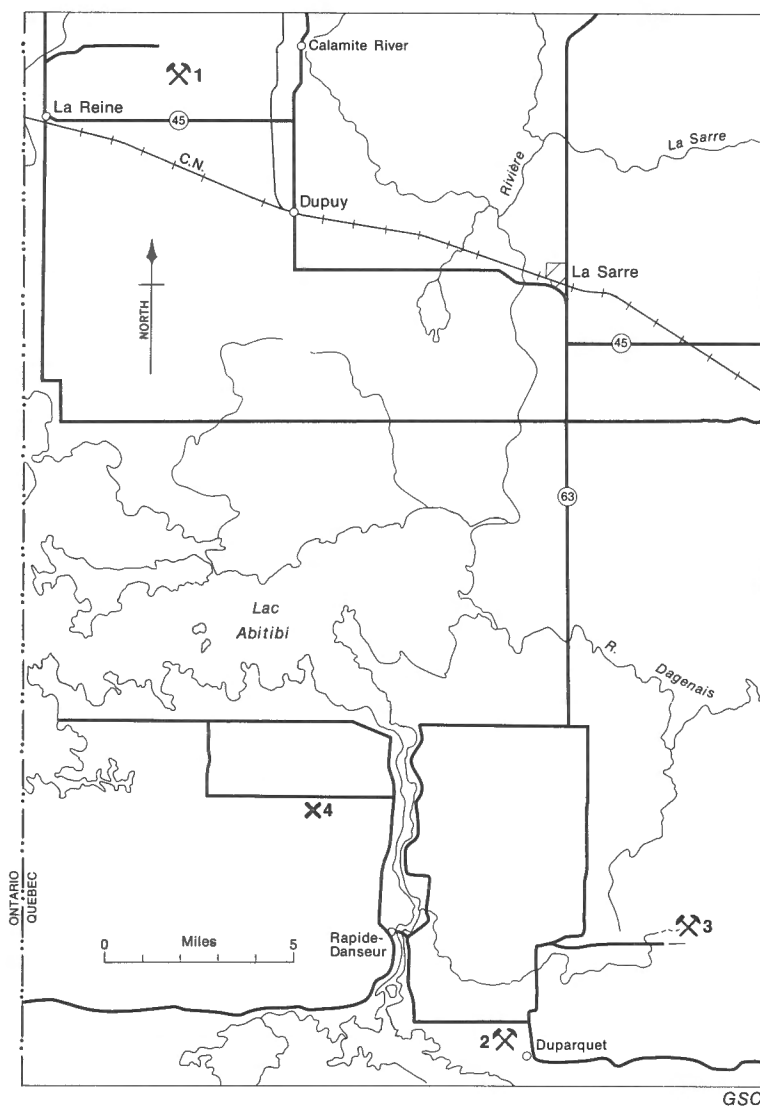 Calamite River
1
La Reine
45
C.N.
Rivière
La Sarre
Dupuy
La Sarre
NORTH
45
63
Lac
Abitibi
R.
Dagenais
4
ONTARIO
QUEBEC
0 Miles 5
Rapide-
Danseur
3
2
Duparquet
GSC